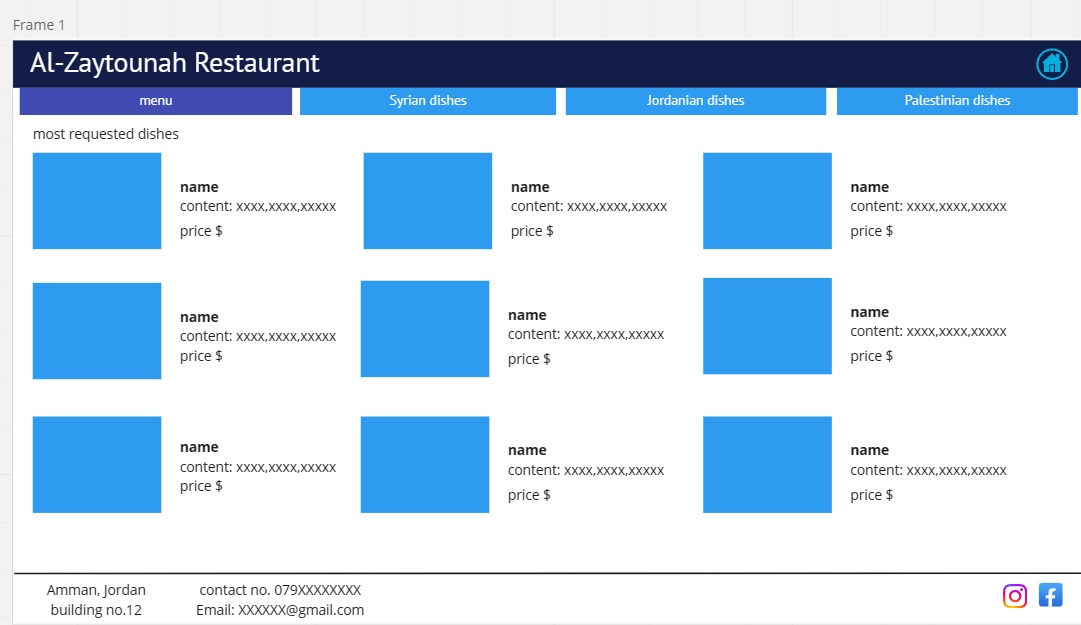 Frame 1
Al-Zaytounah Restaurant
menu
Syrian dishes
Jordanian dishes
Palestinian dishes
most requested dishes
name
content: xxxx,xxxx,xxxxx
price $
name
content: xxxx,xxxx,xxxxx
price $
name
content: xxxx,xxxx,xxxxx
price $
name
content: xxxx,xxxx,xxxxx
price $
name
content: xxxx,xxxx,xxxxx
price $
name
content: xxxx,xxxx,xxxxx
price $
name
content: xxxx,xxxx,xxxxx
price $
name
content: xxxx,xxxx,xxxxx
price $
name
content: xxxx,xxxx,xxxxx
price $
Amman, Jordan
building no.12
contact no. 079XXXXXXXX
Email: XXXXXX@gmail.com